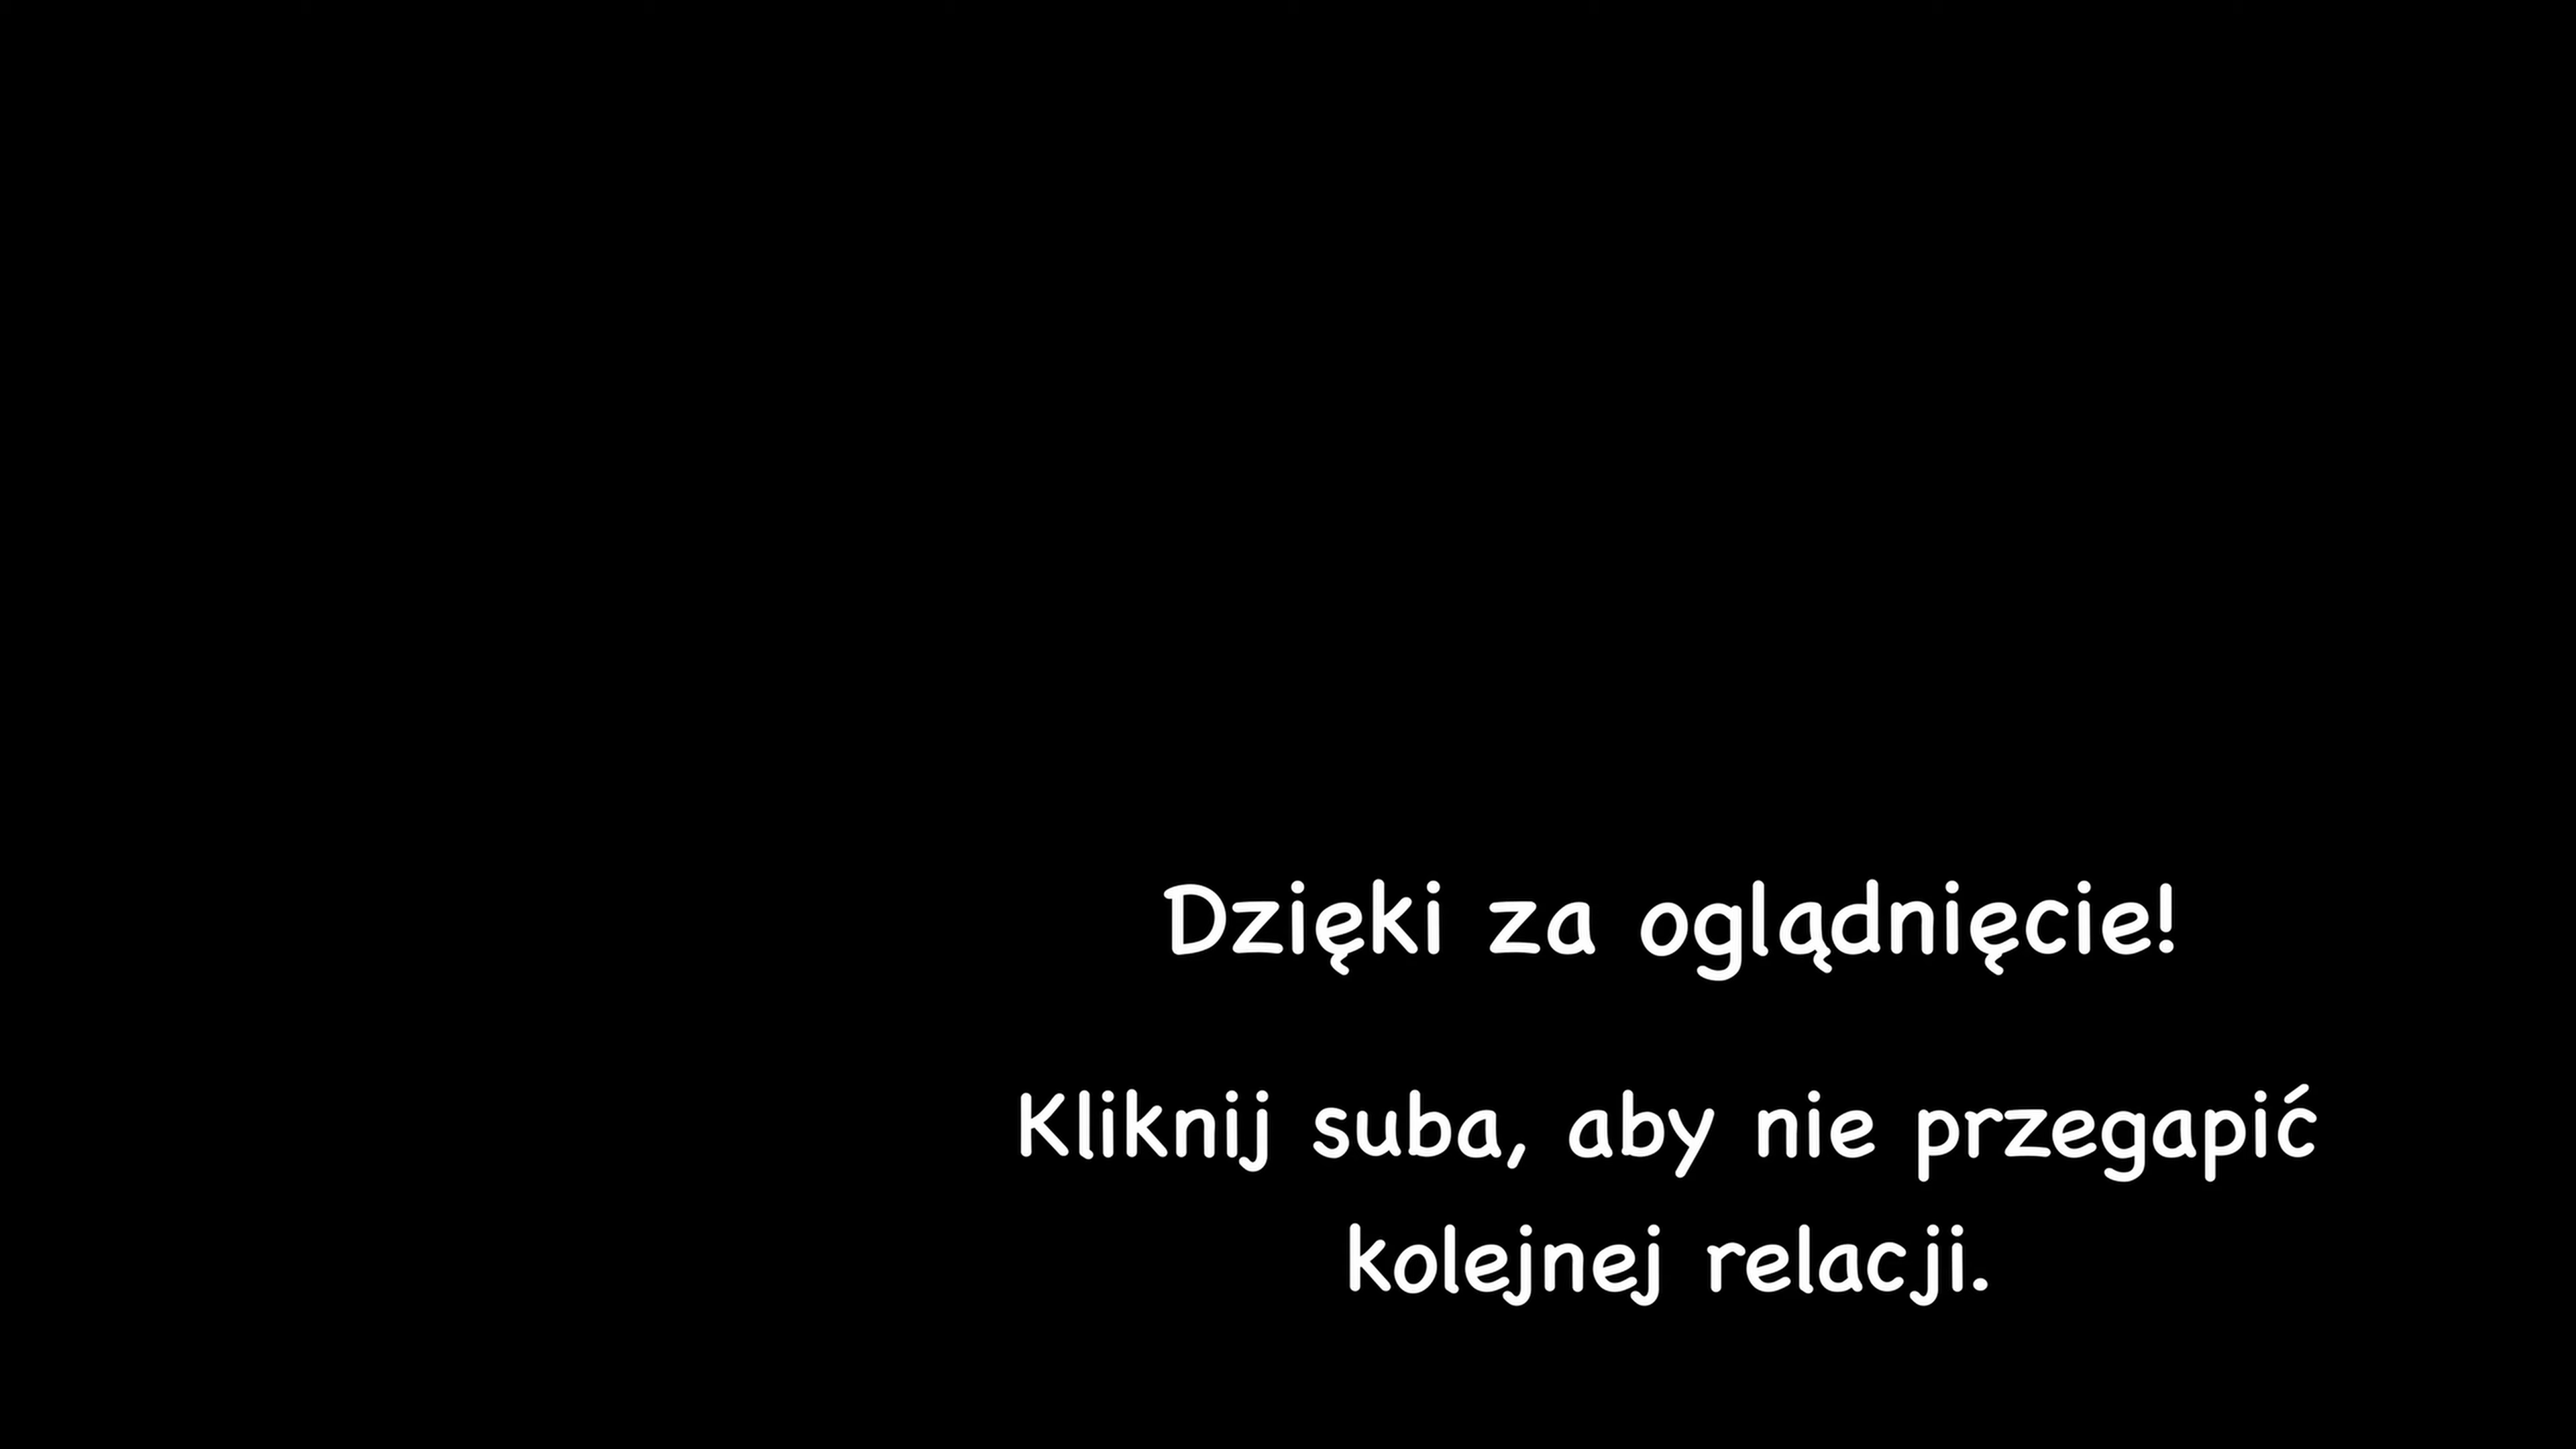 Dzięki za oglądnięcie!
Kliknij suba, aby nie przegapić
kolejnej relacji.